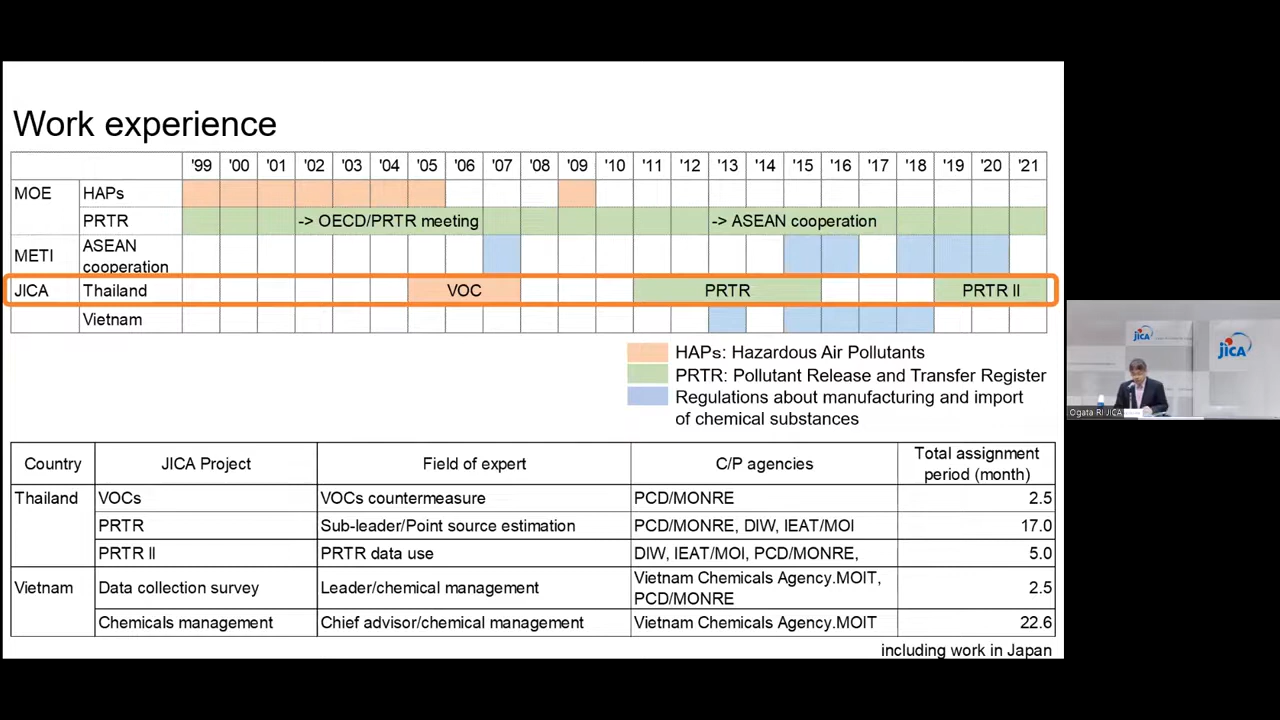 Work experience
'99 '00 '01 '02 '03 '04 '05 '06 '07 '08 '09 '10 '11 '12 '13 '14 '15 '16 '17 '18 '19 '20 '21
MOE HAPs
PRTR -> OECD/PRTR meeting -> ASEAN cooperation
METI ASEAN
cooperation
JICA Thailand VOC PRTR PRTR II
Vietnam
HAPs: Hazardous Air Pollutants
PRTR: Pollutant Release and Transfer Register
Regulations about manufacturing and import
of chemical substances
Country JICA Project Field of expert C/P agencies Total assignment
period (month)
Thailand VOCs VOCs countermeasure PCD/MONRE 2.5
PRTR Sub-leader/Point source estimation PCD/MONRE, DIW, IEAT/MOI 17.0
PRTR II PRTR data use DIW, IEAT/MOI, PCD/MONRE, 5.0
Vietnam Data collection survey Leader/chemical management Vietnam Chemicals Agency.MOIT,
PCD/MONRE 2.5
Chemicals management Chief advisor/chemical management Vietnam Chemicals Agency.MOIT 22.6
including work in Japan
jICA
jICA
Ogata RI JICA